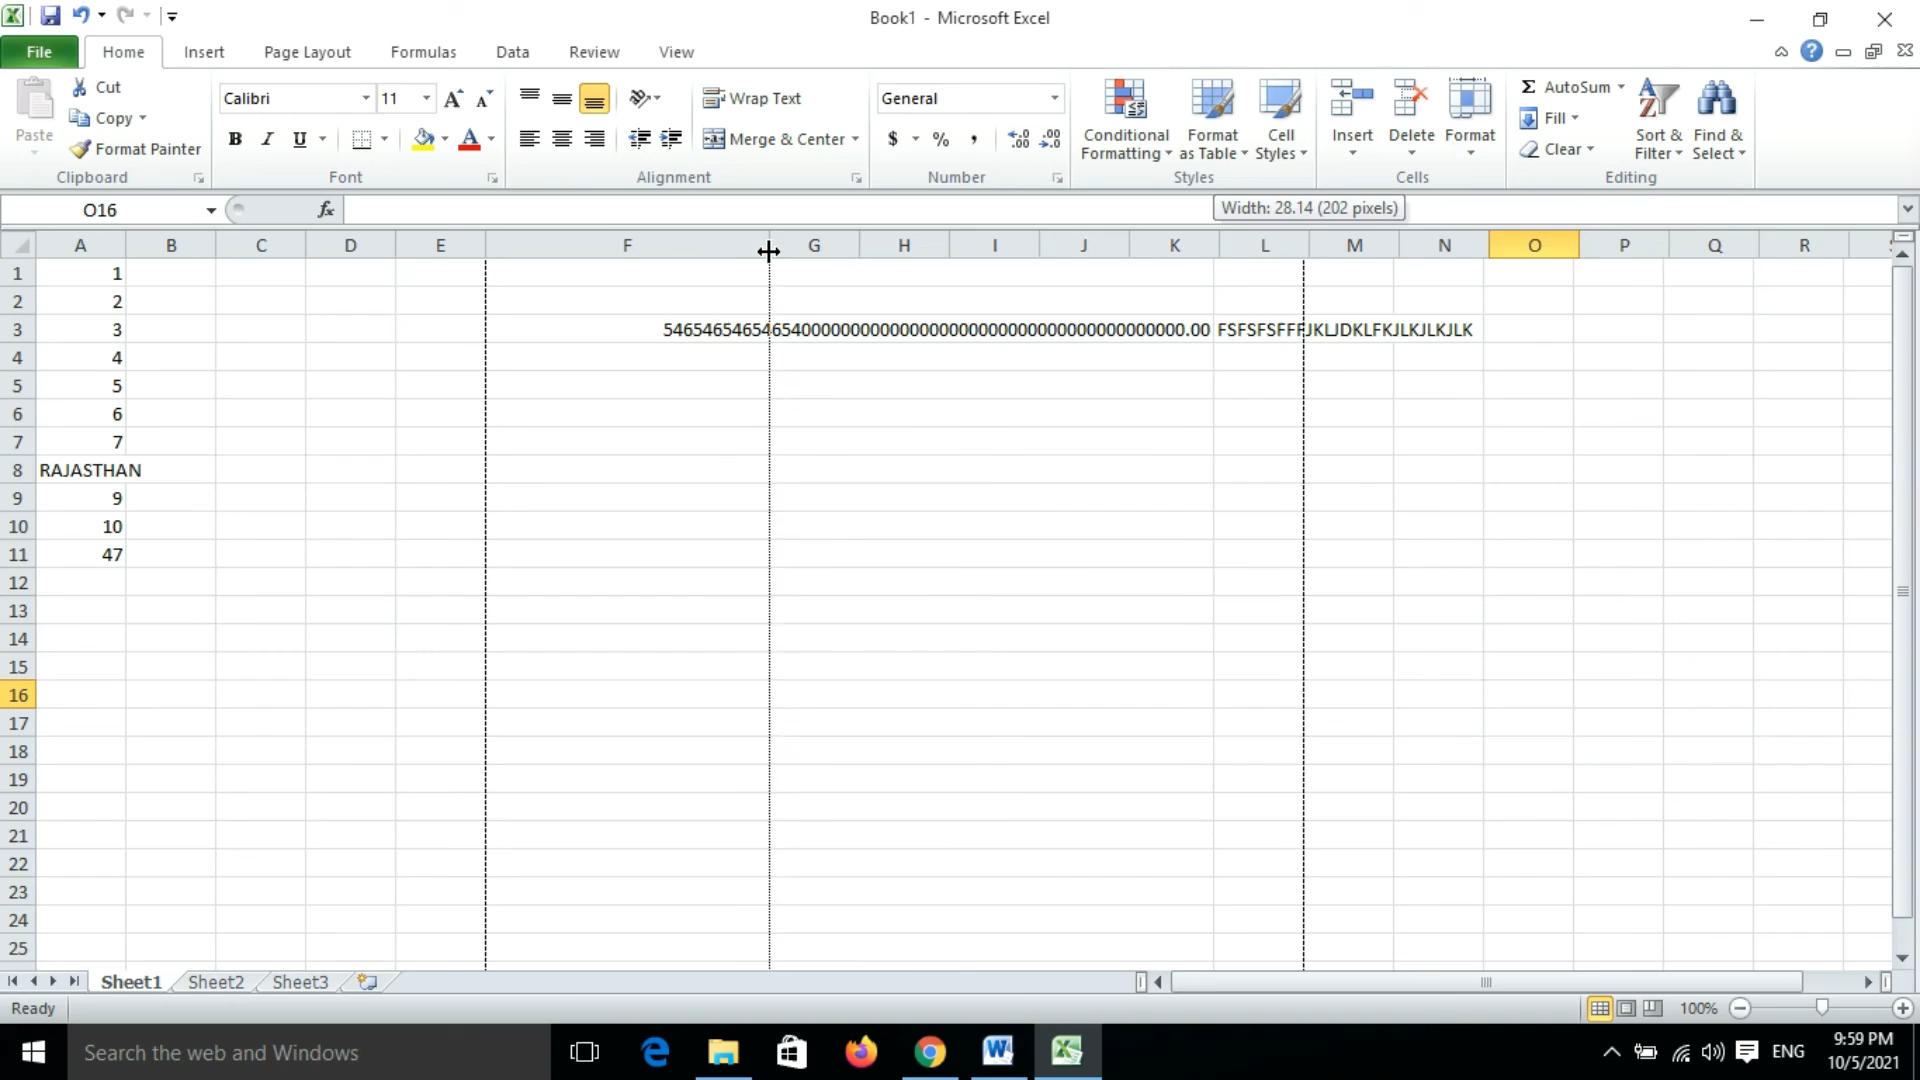 Book1 - Microsoft Excel
File Home Insert Page Layout Formulas Data Review View
Paste
Cut
Copy
Format Painter
Clipboard
Calibri 11
B I U
Font
Wrap Text
Merge & Center
Alignment
General
$ % ,
Number
Conditional Formatting
Format as Table
Cell Styles
Styles
Insert Delete Format
Cells
AutoSum
Fill
Clear
Sort & Filter
Find & Select
Editing
O16 fx
Width: 28.14 (202 pixels)
A B C D E F G H I J K L M N O P Q R
1 1
2 2
3 3 FSFSFSFFFJKLJDKLFKJLKJLKJLK
4 4
5 5
6 6
7 7
8 RAJASTHAN
9 9
10 10
11 47
12
13
14
15
16
17
18
19
20
21
22
23
24
25
Sheet1 Sheet2 Sheet3
Ready 100%
Search the web and Windows
ENG
9:59 PM
10/5/2021